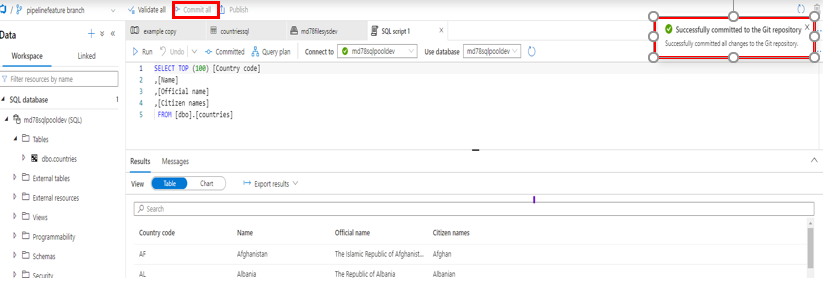 pipelinefeature branch
Validate all
Commit all
Publish
Data
Workspace
Linked
Filter resources by name
SQL database
1
md78sqlpooldev (SQL)
Tables
dbo.countries
External tables
External resources
Views
Programmability
Schemas
Security
example copy
countriesql
md78fillesysdev
SQL script 1
Run
Undo
Committed
Query plan
Connect to
md78sqlpooldev
Use database
md78sqlpooldev
1 SELECT TOP (100) [Country code]
2 ,[Name]
3 ,[Official name]
4 ,[Citizen names]
5 FROM [dbo].[countries]
Successfully committed to the Git repository
Successfully committed all changes to the Git repository.
Results
Messages
View
Table
Chart
Export results
Search
Country code Name Official name Citizen names
AF Afghanistan The Islamic Republic of Afghanist... Afghan
AL Albania The Republic of Albania Albanian